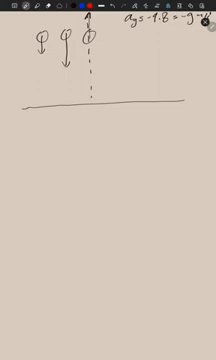 ay = -9.8 = -g